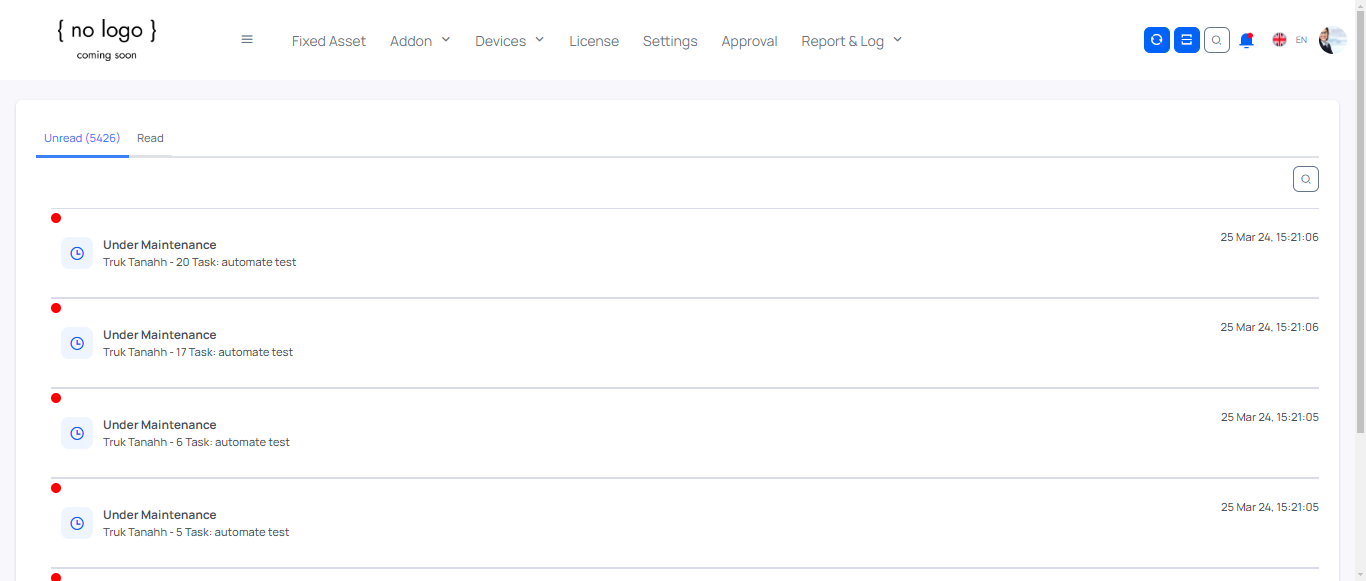 { no logo }
coming soon
Fixed Asset Addon Devices License Settings Approval Report & Log EN
Unread (5426) Read
Under Maintenance 25 Mar 24, 15:21:06
Truk Tanahh - 20 Task: automate test
Under Maintenance 25 Mar 24, 15:21:06
Truk Tanahh - 17 Task: automate test
Under Maintenance 25 Mar 24, 15:21:05
Truk Tanahh - 6 Task: automate test
Under Maintenance 25 Mar 24, 15:21:05
Truk Tanahh - 5 Task: automate test